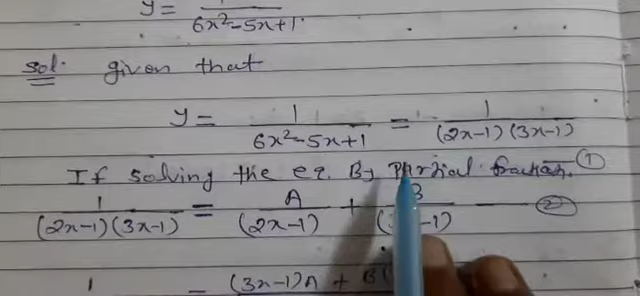 y = 1/(6x²-5x+1)
Sol. given that
y = 1/(6x²-5x+1) = 1/((2x-1)(3x-1))
If solving the eq. By Partial fraction. ①
1/((2x-1)(3x-1)) = A/(2x-1) + B/(3x-1) — ②
1 = (3x-1)A + B(